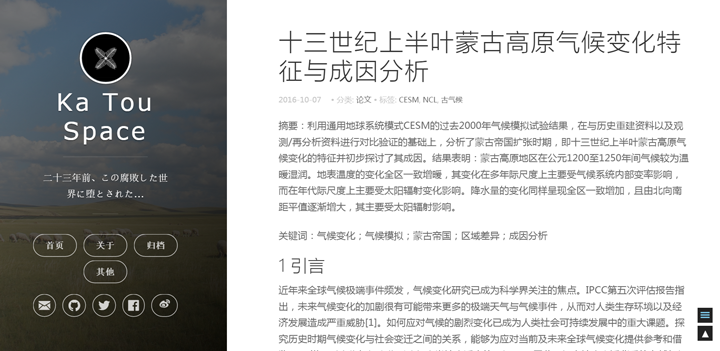 Ka Tou
Space
二十三年前、この腐敗した世
界に堕とされた...
首页
关于
归档
其他
十三世纪上半叶蒙古高原气候变化特
征与成因分析
2016-10-07 • 分类: 论文 • 标签: CESM, NCL, 古气候
摘要：利用通用地球系统模式CESM的过去2000年气候模拟试验结果，在与历史重建资料以及观
测/再分析资料进行对比验证的基础上，分析了蒙古帝国扩张时期，即十三世纪上半叶蒙古高原气
候变化的特征并初步探讨了其成因。结果表明：蒙古高原地区在公元1200至1250年间气候较为温
暖湿润。地表温度的变化全区一致增暖，其变化在多年际尺度上主要受气候系统内部变率影响，
而在年代际尺度上主要受太阳辐射变化影响。降水量的变化同样呈现全区一致增加，且由北向南
距平值逐渐增大，其主要受太阳辐射影响。
关键词：气候变化；气候模拟；蒙古帝国；区域差异；成因分析
1 引言
近年来全球气候极端事件频发，气候变化研究已成为科学界关注的焦点。IPCC第五次评估报告指
出，未来气候变化的加剧很有可能带来更多的极端天气与气候事件，从而对人类生存环境以及经
济发展造成严重威胁[1]。如何应对气候的剧烈变化已成为人类社会可持续发展中的重大课题。探
究历史时期气候变化与社会变迁之间的关系，能够为应对当前及未来全球气候变化提供参考和借